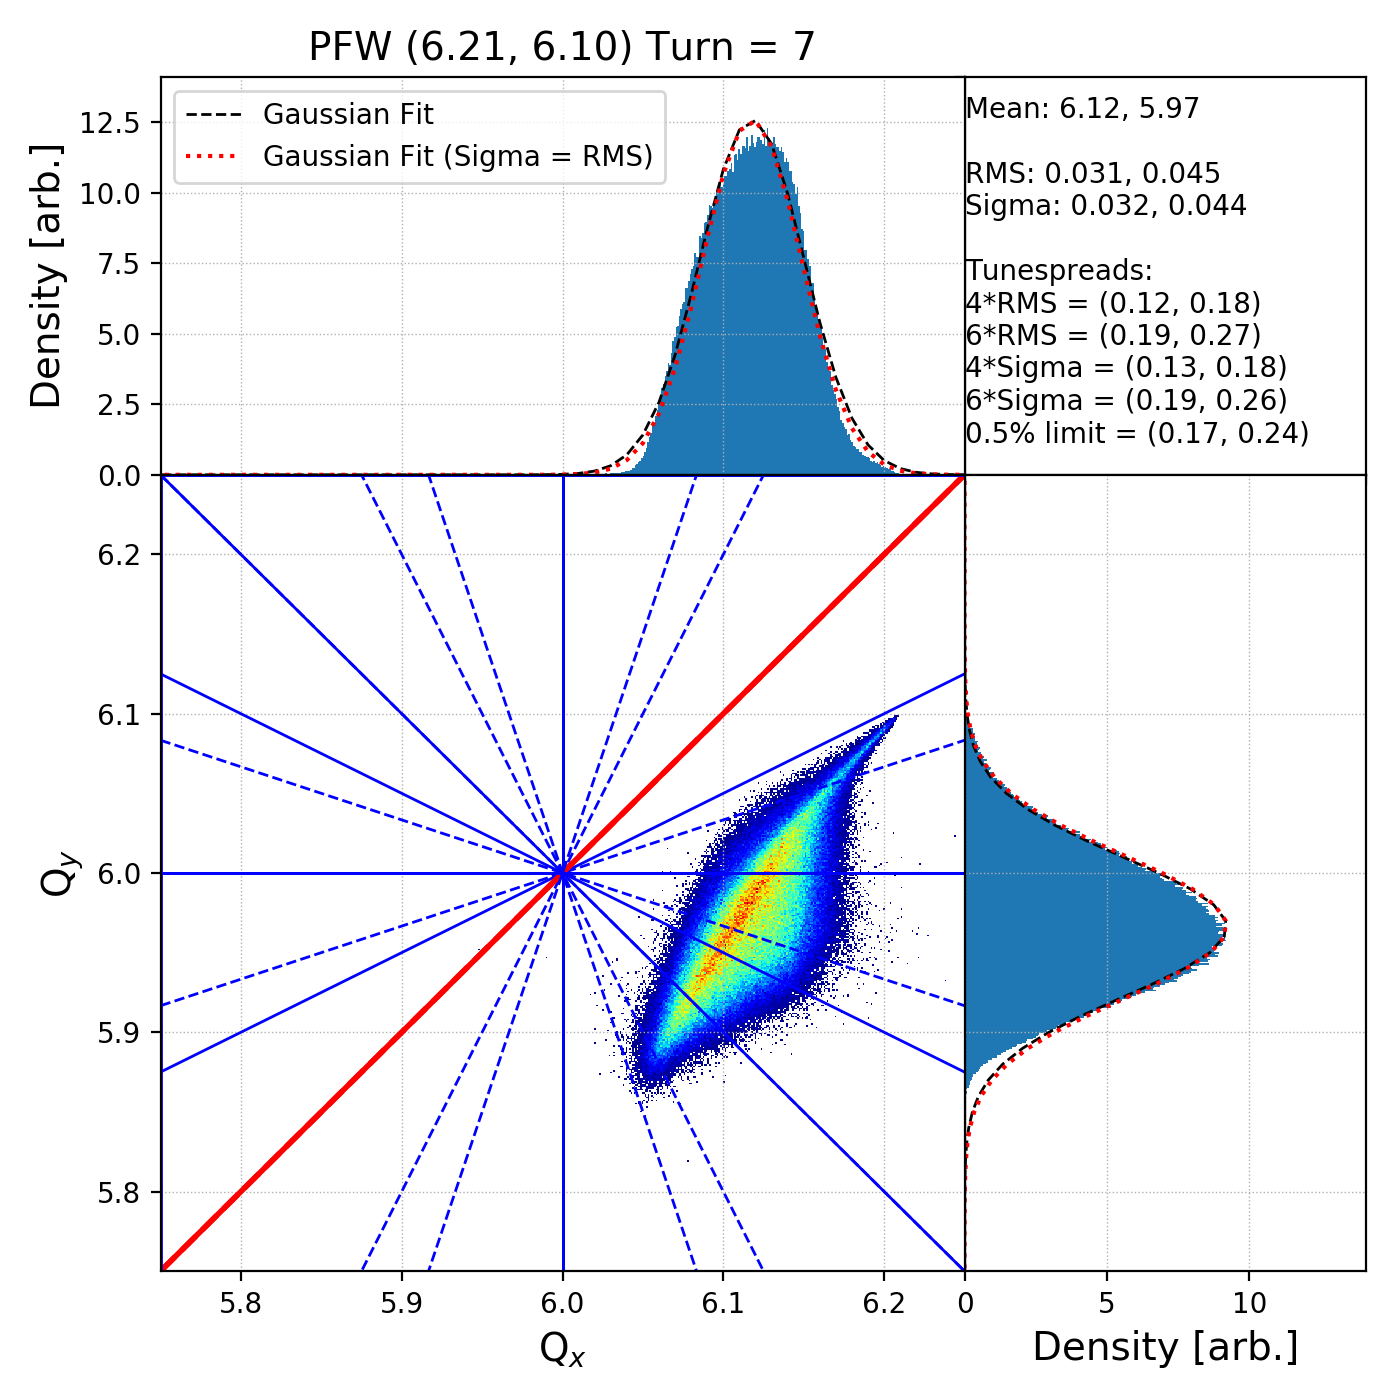 PFW (6.21, 6.10) Turn = 7
Gaussian Fit
Gaussian Fit (Sigma = RMS)
Density [arb.]
12.5
10.0
7.5
5.0
2.5
0.0
Mean: 6.12, 5.97
RMS: 0.031, 0.045
Sigma: 0.032, 0.044
Tunespreads:
4*RMS = (0.12, 0.18)
6*RMS = (0.19, 0.27)
4*Sigma = (0.13, 0.18)
6*Sigma = (0.19, 0.26)
0.5% limit = (0.17, 0.24)
Qy
6.2
6.1
6.0
5.9
5.8
5.8 5.9 6.0 6.1 6.2
Qx
0 5 10
Density [arb.]